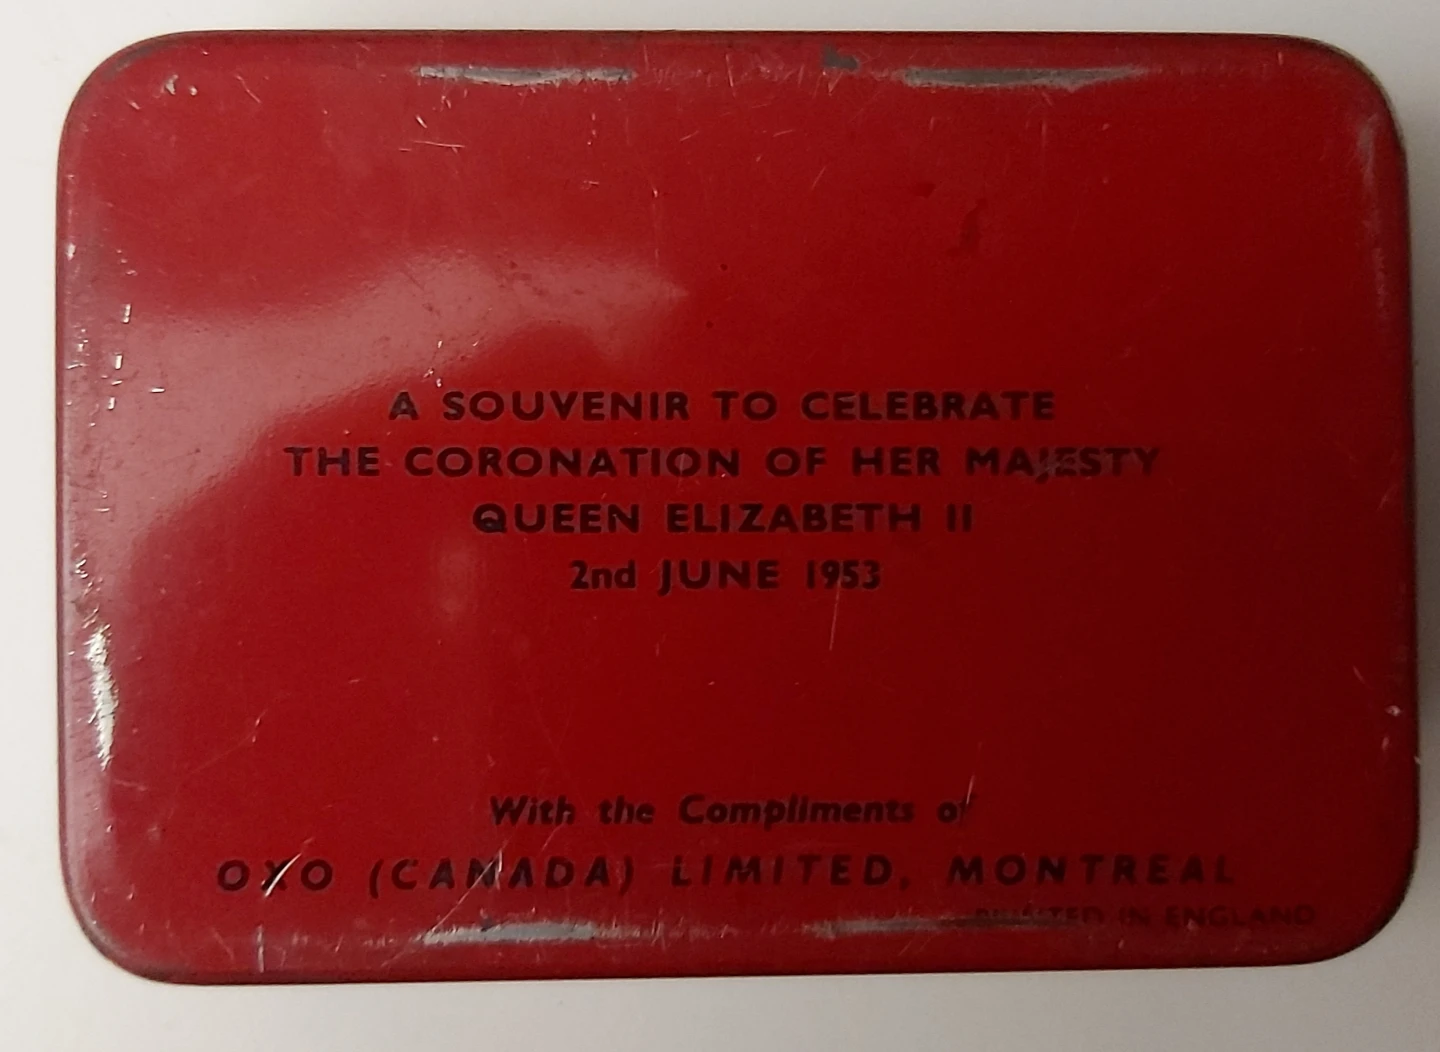 A SOUVENIR TO CELEBRATE
THE CORONATION OF HER MAJESTY
QUEEN ELIZABETH II
2nd JUNE 1953
With the Compliments of
OXO (CANADA) LIMITED, MONTREAL
IN ENGLAND